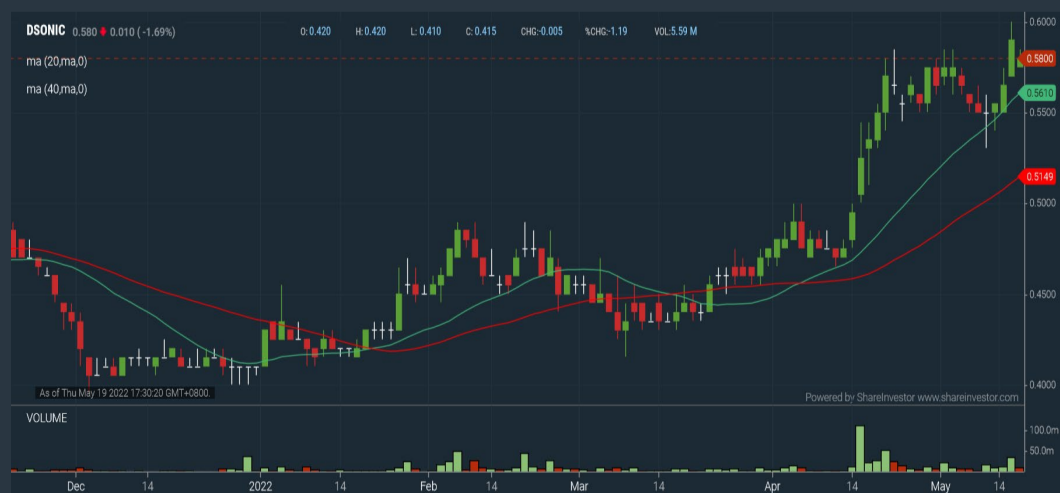 DSONIC 0.580 0.010 ( -1.69%) O: 0.420 H: 0.420 L: 0.410 C: 0.415 CHG:-0.005 %CHG:-1.19 VOL:5.59 M
ma (20,ma,0)
ma (40,ma,0)
0.6000
0.5800
0.5610
0.5500
0.5149
0.5000
0.4500
0.4000
As of Thu May 19 2022 17:30:20 GMT+0800.
Powered by ShareInvestor www.shareinvestor.com
VOLUME
100.0m
50.0m
Dec 14 2022 14 Feb 14 Mar 14 Apr 14 May 14